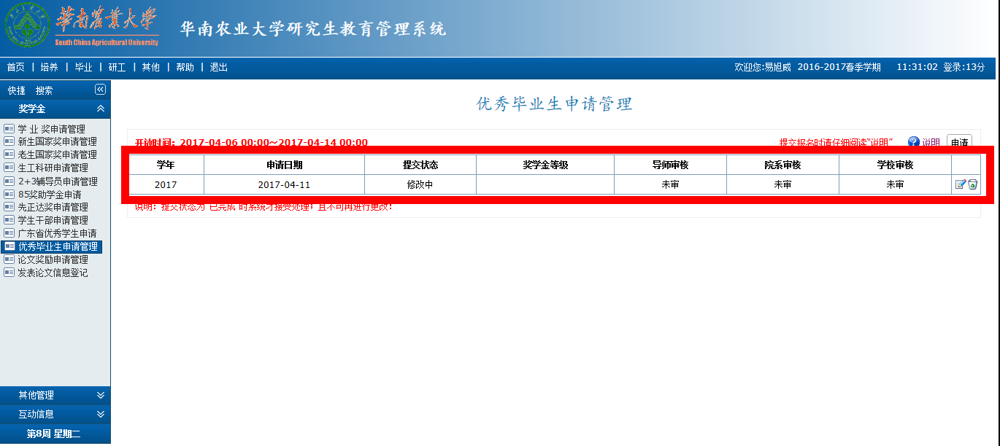 华南农业大学
South China Agricultural University
华南农业大学研究生教育管理系统
首页 | 培养 | 毕业 | 研工 | 其他 | 帮助 | 退出
欢迎您:易旭威 2016-2017春季学期 11:31:02 登录:13分
快捷 搜索
奖学金
学 业 奖申请管理
新生国家奖申请管理
老生国家奖申请管理
生工科研申请管理
2+3辅导员申请管理
85奖助学金申请
先正达奖申请管理
学生干部申请管理
广东省优秀学生申请
优秀毕业生申请管理
论文奖励申请管理
发表论文信息登记
其他管理
互动信息
第8周 星期二
优秀毕业生申请管理
开放时间: 2017-04-06 00:00~2017-04-14 00:00
提交报名时请仔细阅读"说明" 说明 申请
学年 申请日期 提交状态 奖学金等级 导师审核 院系审核 学校审核
2017 2017-04-11 修改中 未审 未审 未审
说明: 提交状态为"已完成"时系统才接受处理; 且不可再进行更改!